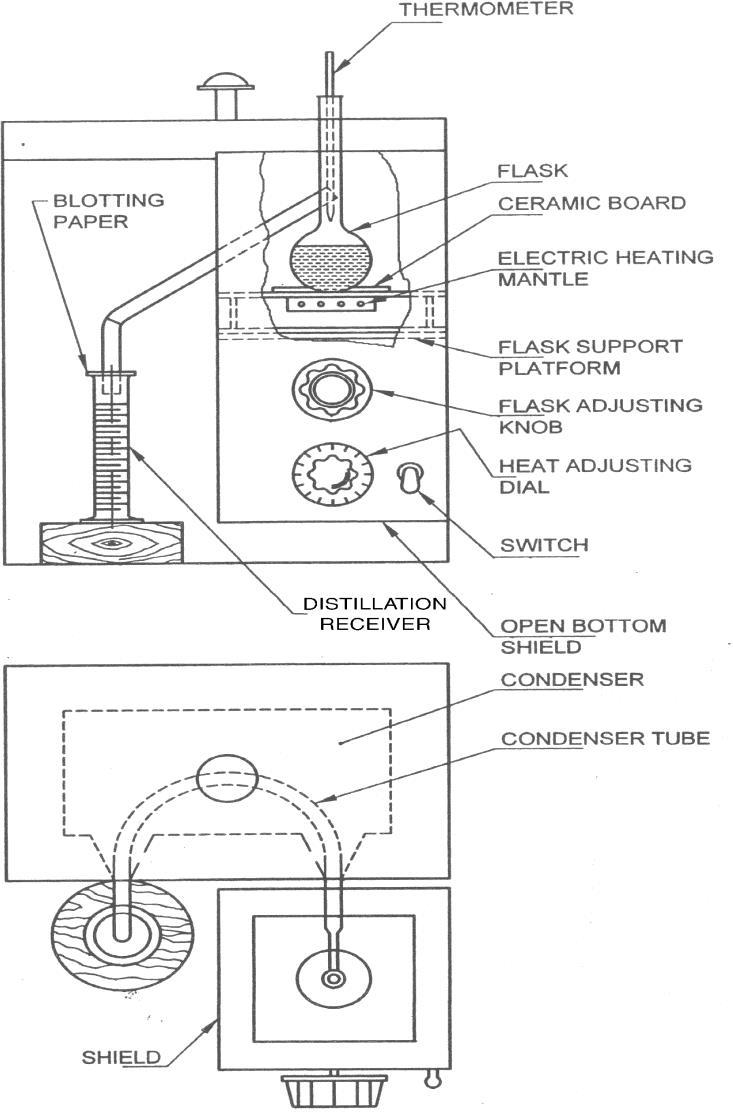 THERMOMETER
FLASK
BLOTTING
PAPER
CERAMIC BOARD
ELECTRIC HEATING
MANTLE
FLASK SUPPORT
PLATFORM
FLASK ADJUSTING
KNOB
HEAT ADJUSTING
DIAL
SWITCH
DISTILLATION
RECEIVER
OPEN BOTTOM
SHIELD
CONDENSER
CONDENSER TUBE
SHIELD